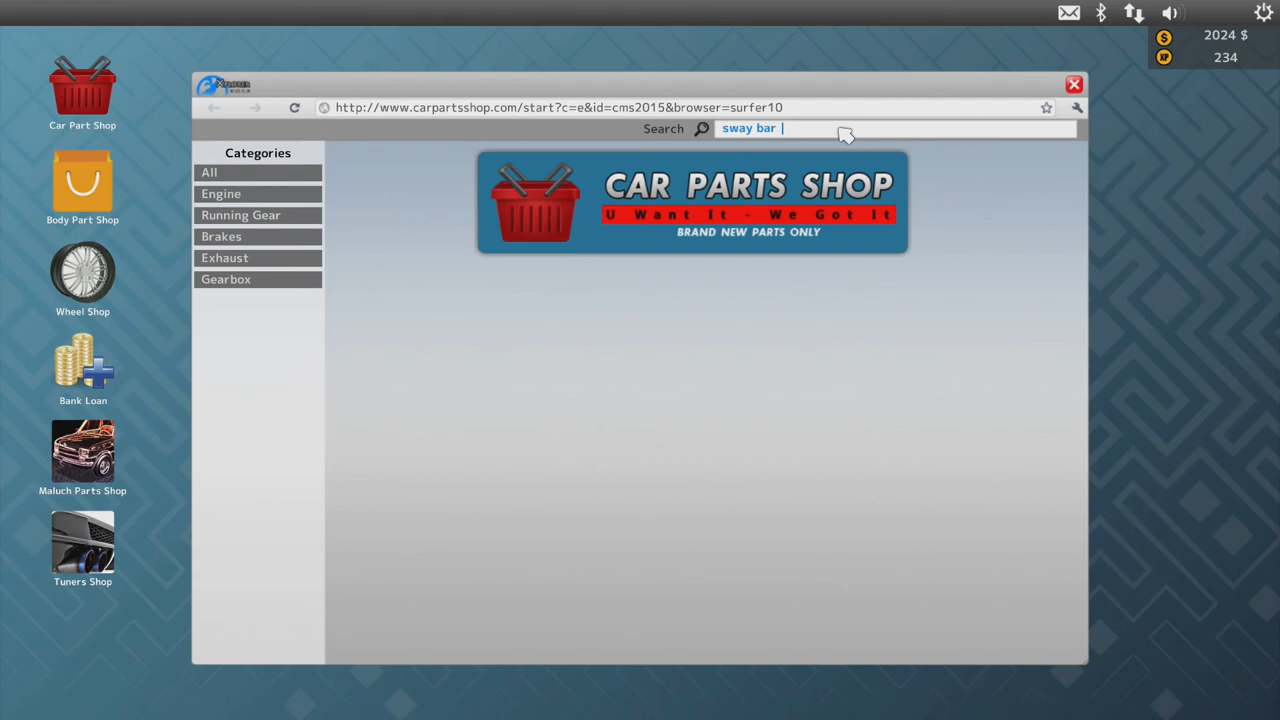 2024 $
234
http://www.carpartsshop.com/start?c=e&id=cms2015&browser=surfer10
Search
sway bar
Categories
All
Engine
Running Gear
Brakes
Exhaust
Gearbox
CAR PARTS SHOP
U Want It - We Got It
BRAND NEW PARTS ONLY
Car Part Shop
Body Part Shop
Wheel Shop
Bank Loan
Maluch Parts Shop
Tuners Shop